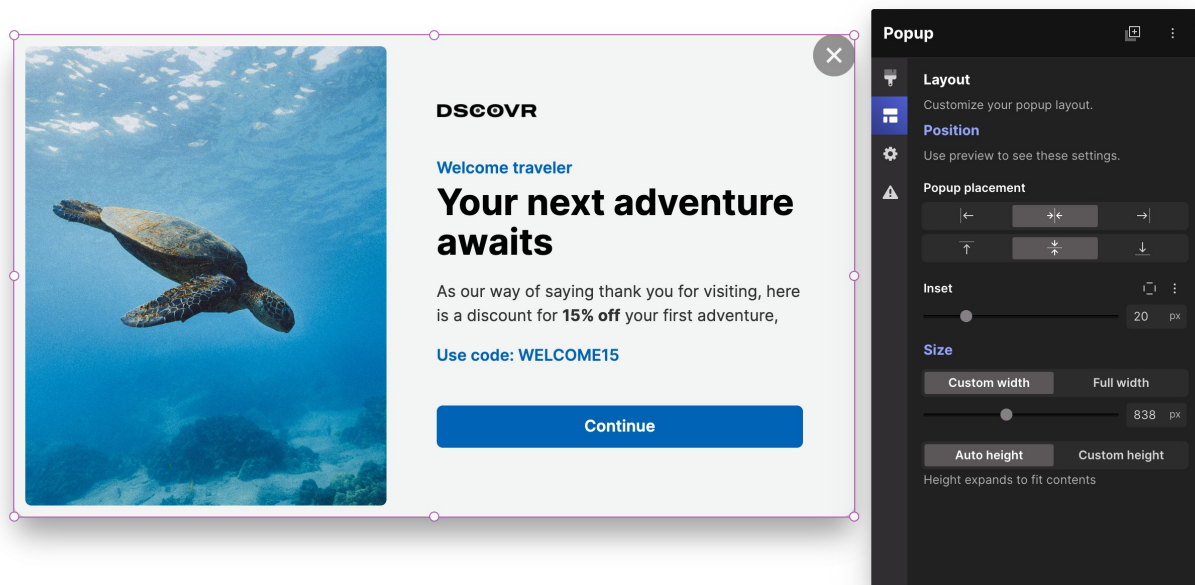 DSCOVR
Welcome traveler
Your next adventure
awaits
As our way of saying thank you for visiting, here
is a discount for 15% off your first adventure,
Use code: WELCOME15
Continue
Popup
Layout
Customize your popup layout.
Position
Use preview to see these settings.
Popup placement
Inset
20 px
Size
Custom width Full width
838 px
Auto height Custom height
Height expands to fit contents